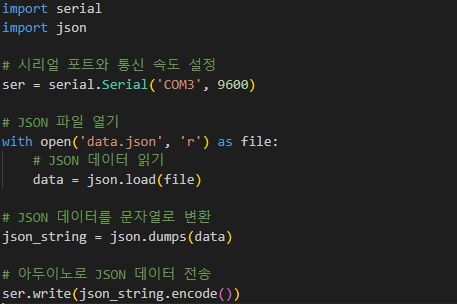 import serial
import json
# 시리얼 포트와 통신 속도 설정
ser = serial.Serial('COM3', 9600)
# JSON 파일 열기
with open('data.json', 'r') as file:
    # JSON 데이터 읽기
    data = json.load(file)
# JSON 데이터를 문자열로 변환
json_string = json.dumps(data)
# 아두이노로 JSON 데이터 전송
ser.write(json_string.encode())